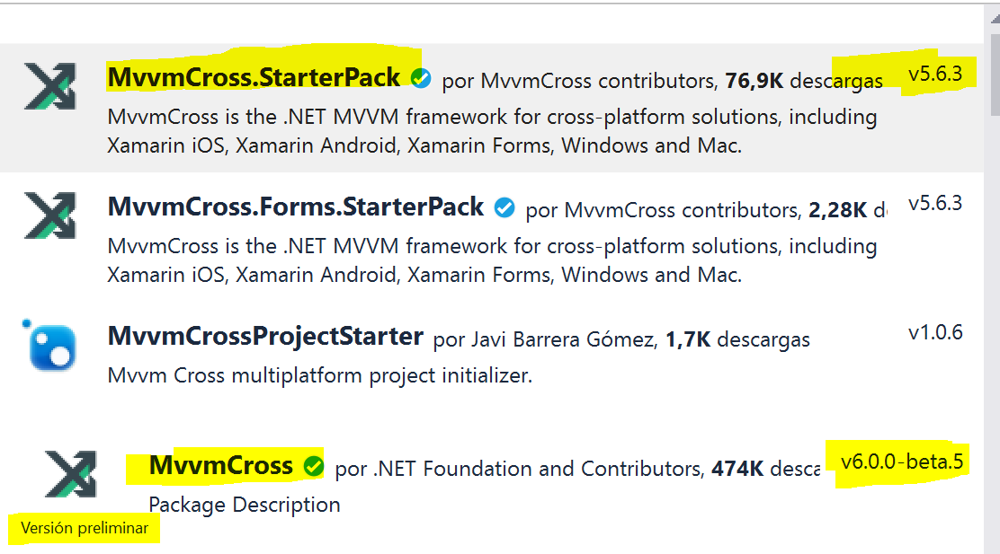 MvvmCross.StarterPack por MvvmCross contributors, 76,9K descargas v5.6.3
MvvmCross is the .NET MVVM framework for cross-platform solutions, including
Xamarin iOS, Xamarin Android, Xamarin Forms, Windows and Mac.
MvvmCross.Forms.StarterPack por MvvmCross contributors, 2,28K d v5.6.3
MvvmCross is the .NET MVVM framework for cross-platform solutions, including
Xamarin iOS, Xamarin Android, Xamarin Forms, Windows and Mac.
MvvmCrossProjectStarter por Javi Barrera Gómez, 1,7K descargas v1.0.6
Mvvm Cross multiplatform project initializer.
MvvmCross por .NET Foundation and Contributors, 474K desca v6.0.0-beta.5
Package Description
Versión preliminar